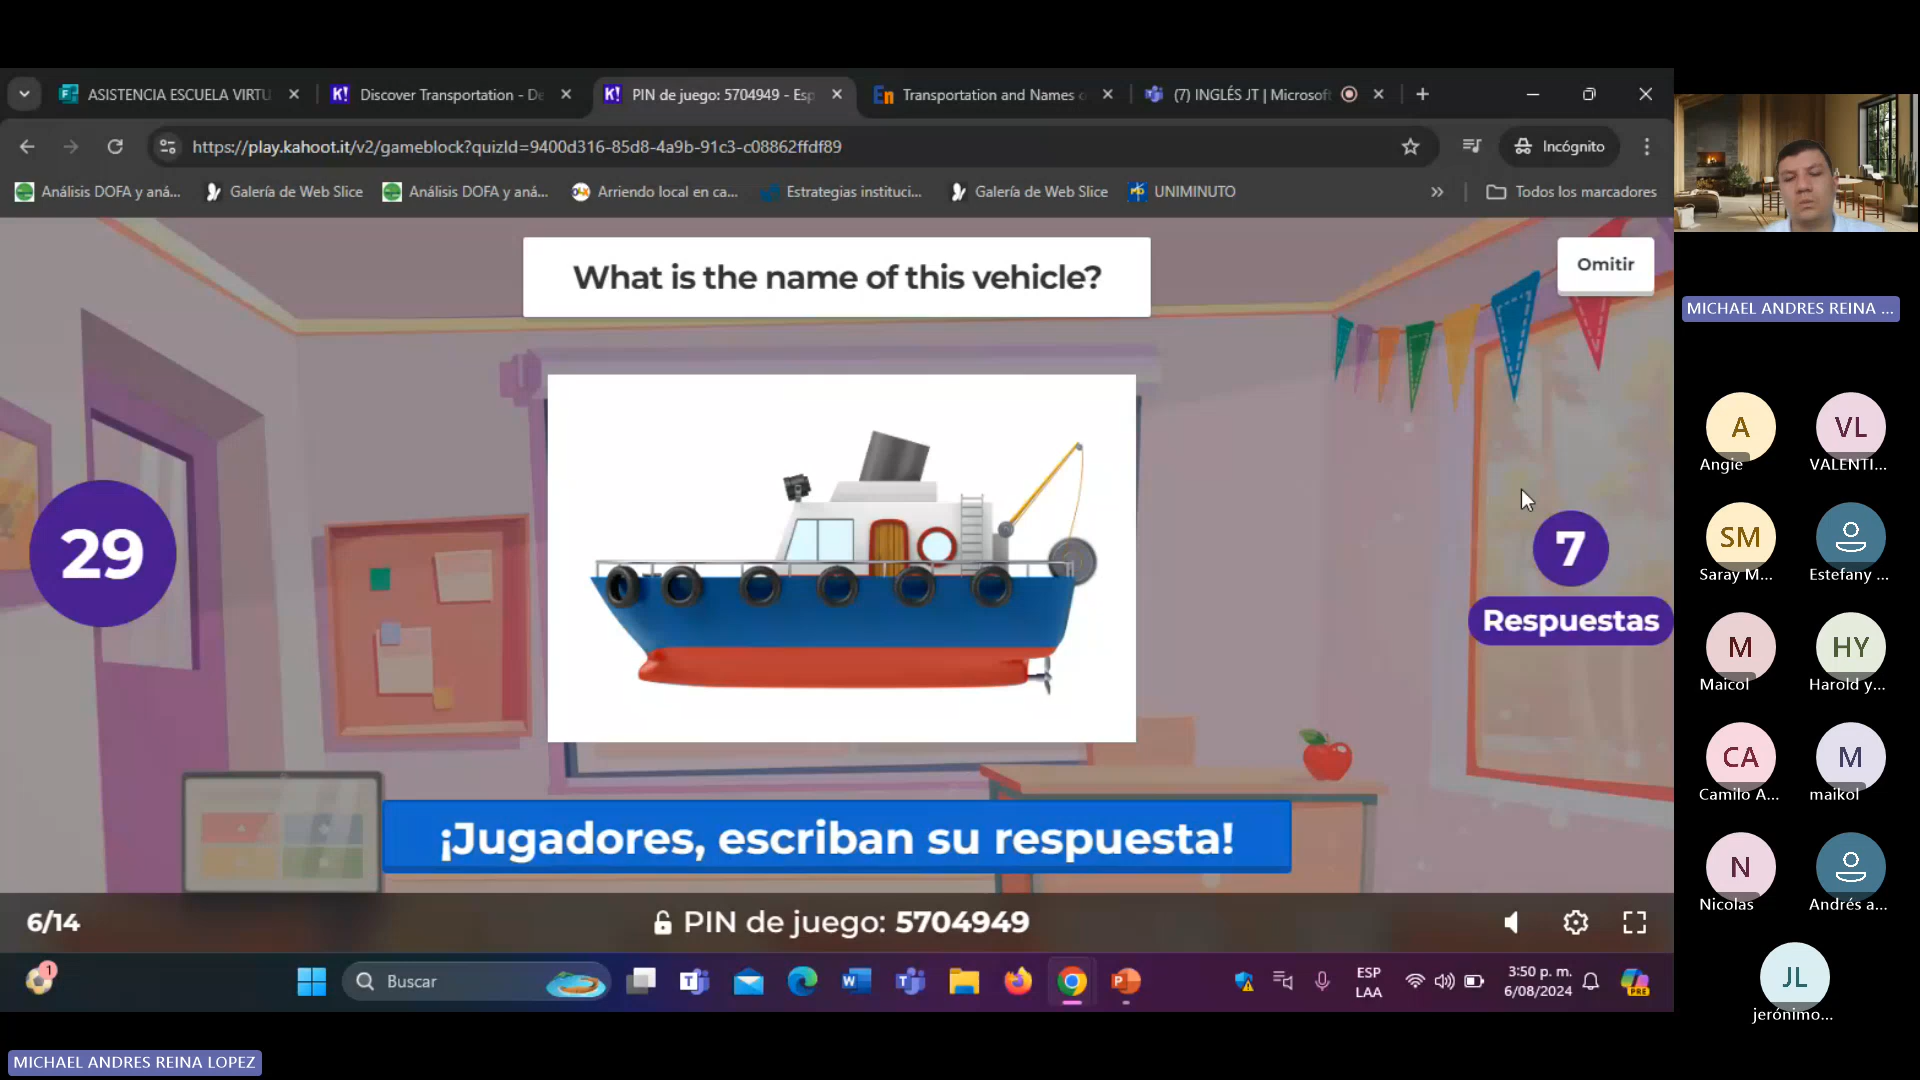 ASISTENCIA ESCUELA VIRTU
Discover Transportation - De
PIN de juego: 5704949 - Esp
Transportation and Names o
(7) INGLÉS JT | Microsoft
https://play.kahoot.it/v2/gameblock?quizId=9400d316-85d8-4a9b-91c3-c08862ffdf89
Incógnito
Análisis DOFA y aná...
Galería de Web Slice
Análisis DOFA y aná...
Arriendo local en ca...
Estrategias instituci...
Galería de Web Slice
UNIMINUTO
Todos los marcadores
What is the name of this vehicle?
Omitir
29
7
Respuestas
¡Jugadores, escriban su respuesta!
6/14
PIN de juego: 5704949
1
Buscar
ESP
LAA
3:50 p. m.
6/08/2024
PRE
MICHAEL ANDRES REINA ...
A
Angie
VL
VALENTI...
SM
Saray M...
Estefany ...
M
Maicol
HY
Harold y...
CA
Camilo A...
M
maikol
N
Nicolas
Andrés a...
JL
jerónimo...
MICHAEL ANDRES REINA LOPEZ